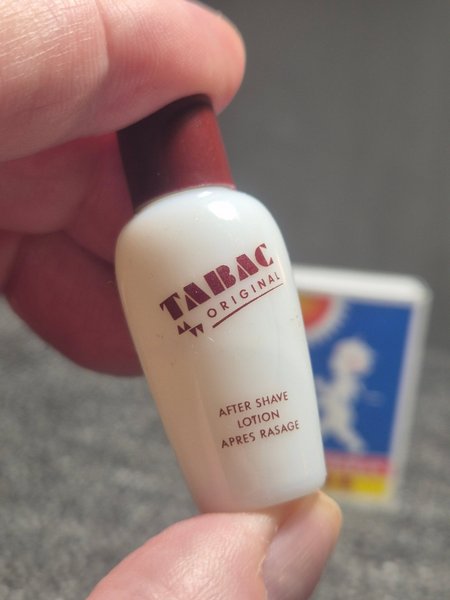 TABAC
ORIGINAL
AFTER SHAVE
LOTION
APRES RASAGE